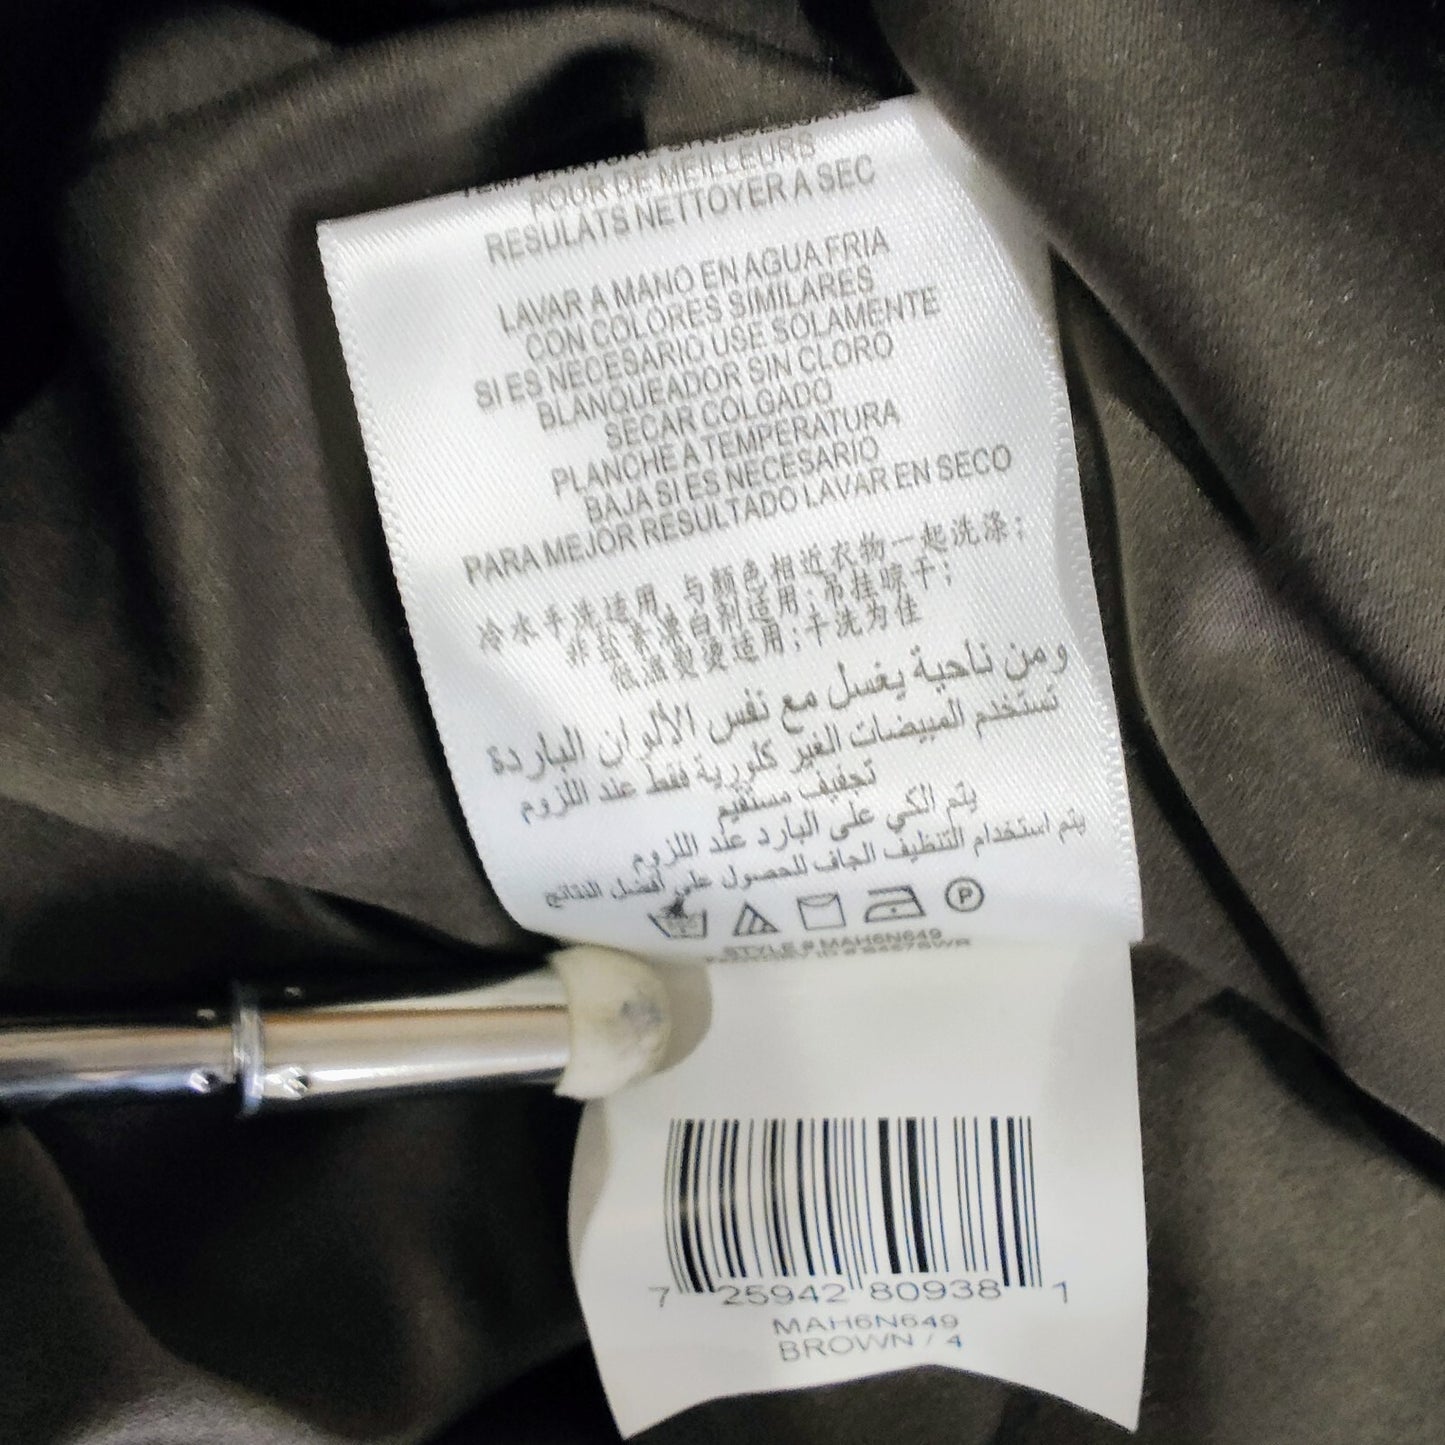 POUR DE MEILLEURS
RESULATS NETTOYER A SEC
LAVAR A MANO EN AGUA FRIA
CON COLORES SIMILARES
SI ES NECESARIO USE SOLAMENTE
BLANQUEADOR SIN CLORO
SECAR COLGADO
PLANCHE A TEMPERATURA
BAJA SI ES NECESARIO
PARA MEJOR RESULTADO LAVAR EN SECO
冷水手洗适用,与颜色相近衣物一起洗涤;
非盐素漂白剂适用;吊挂晾干;
低温熨烫适用;干洗为佳
ومن ناحية يغسل مع نفس الألوان الباردة
تستخدم المبيضات الغير كلورية فقط عند اللزوم
تجفيف مستقيم
يتم الكي على البارد عند اللزوم
يتم استخدام التنظيف الجاف للحصول على أفضل النتائج
P
STYLE # MAH6N649
7 25942 80938 1
MAH6N649
BROWN / 4